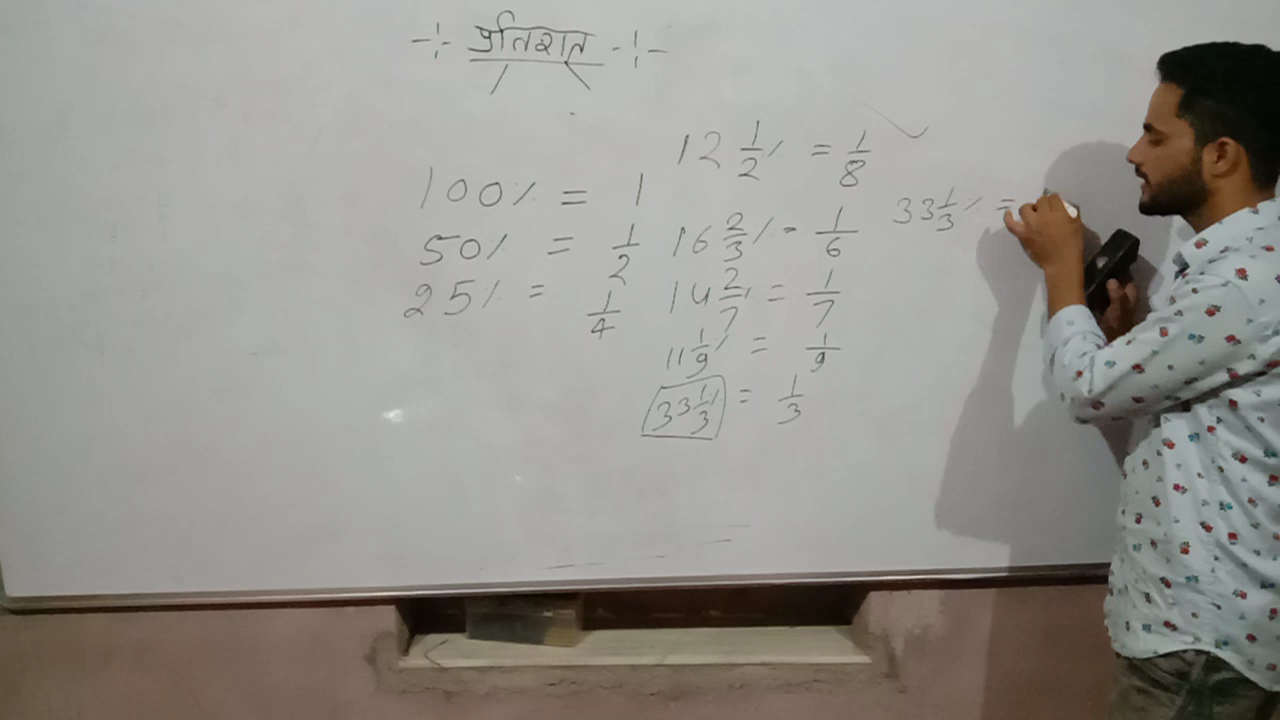 प्रतिशत
100% = 1
50% = 1/2
25% = 1/4
12 1/2% = 1/8
16 2/3% = 1/6
14 2/7% = 1/7
11 1/9% = 1/9
33 1/3% = 1/3
33 1/3% =